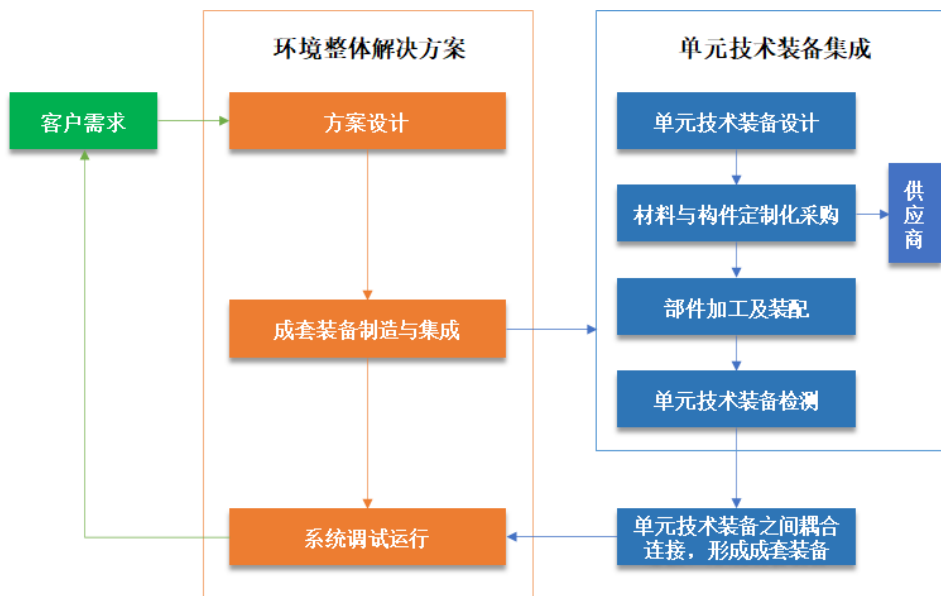 环境整体解决方案
单元技术装备集成
客户需求
方案设计
单元技术装备设计
材料与构件定制化采购
供
应
商
成套装备制造与集成
部件加工及装配
单元技术装备检测
系统调试运行
单元技术装备之间耦合
连接，形成成套装备